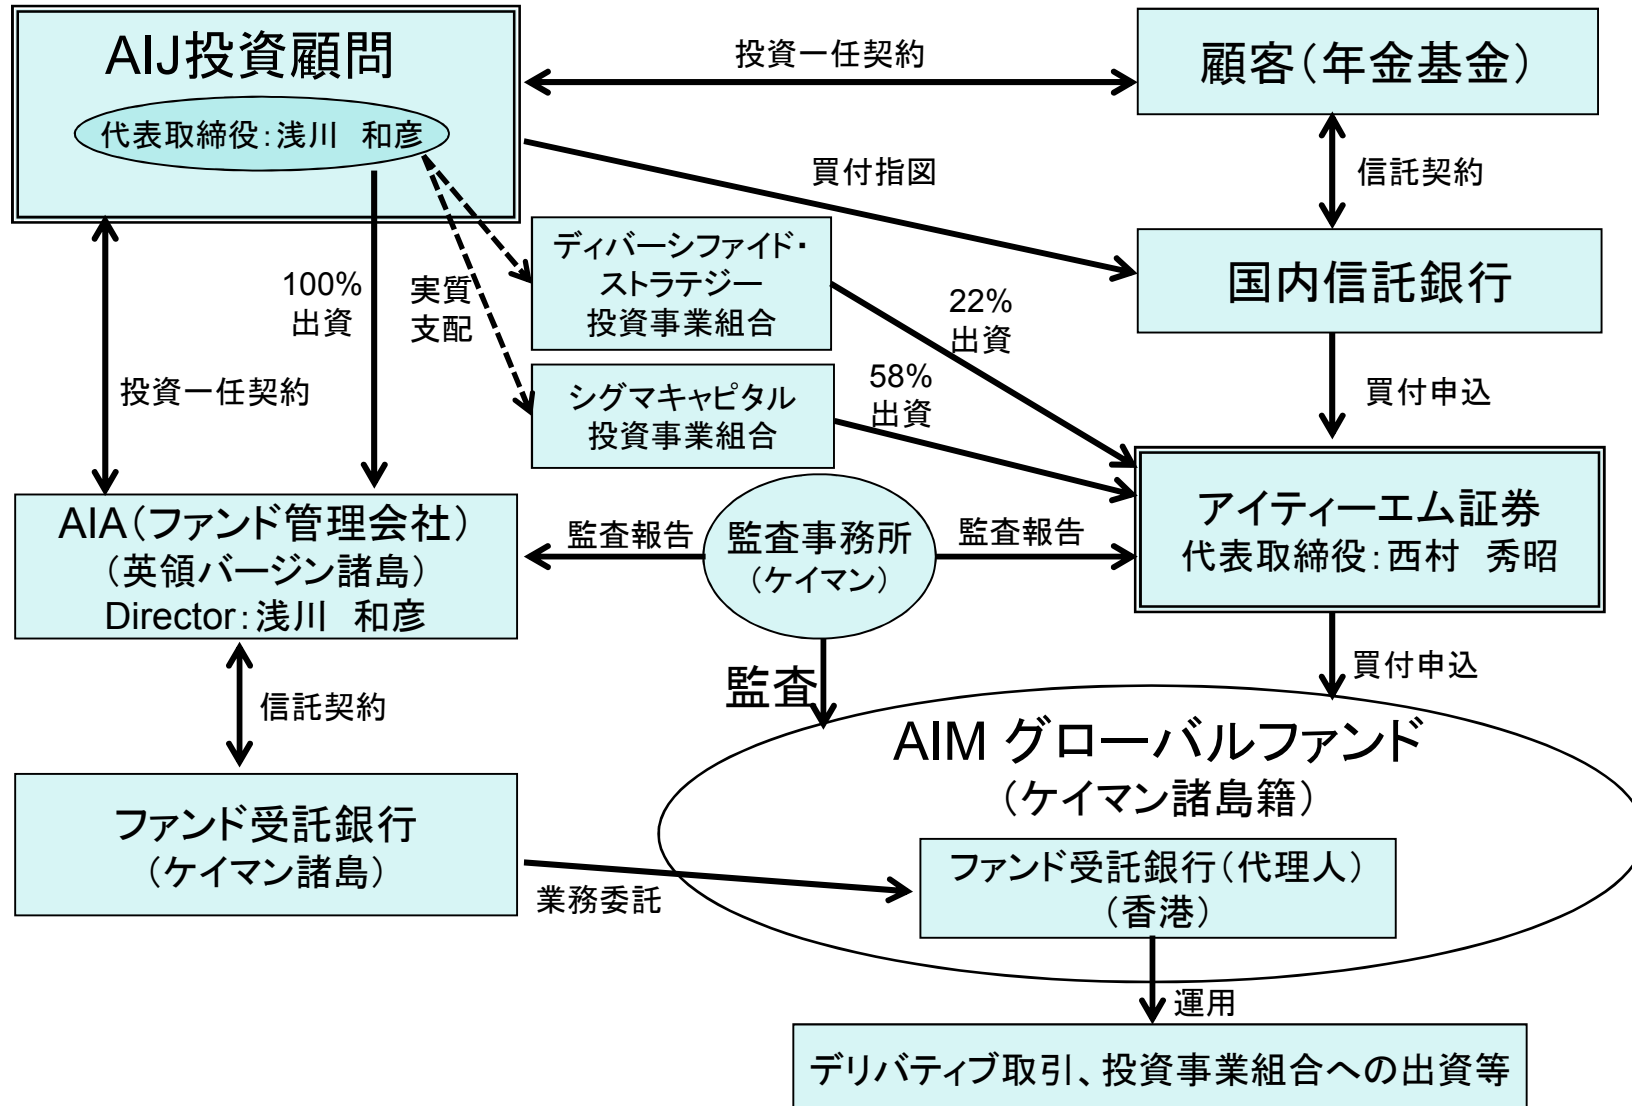 AIJ投資顧問
代表取締役：浅川　和彦
投資一任契約
顧客（年金基金）
買付指図
信託契約
国内信託銀行
100%
出資
実質
支配
ディバーシファイド・
ストラテジー
投資事業組合
22%
出資
投資一任契約
シグマキャピタル
投資事業組合
58%
出資
買付申込
AIA（ファンド管理会社）
（英領バージン諸島）
Director：浅川　和彦
監査報告
監査事務所
（ケイマン）
監査報告
アイティーエム証券
代表取締役：西村　秀昭
信託契約
監査
買付申込
AIM グローバルファンド
（ケイマン諸島籍）
ファンド受託銀行
（ケイマン諸島）
業務委託
ファンド受託銀行（代理人）
（香港）
運用
デリバティブ取引、投資事業組合への出資等